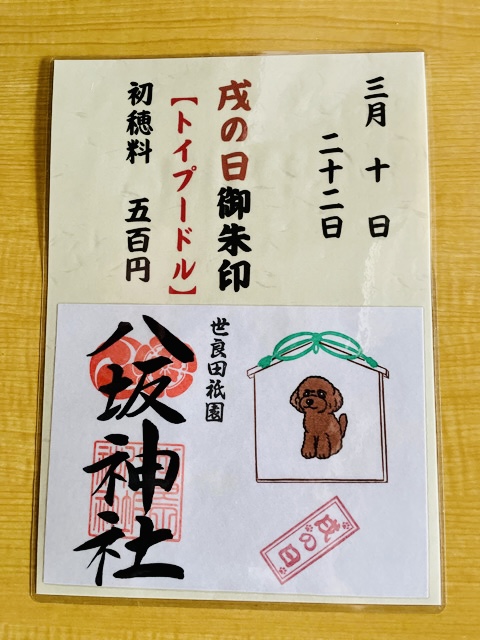 三月 十日
二十二日
戌の日御朱印
【トイプードル】
初穂料 五百円
世良田祇園
八坂神社
戌の日